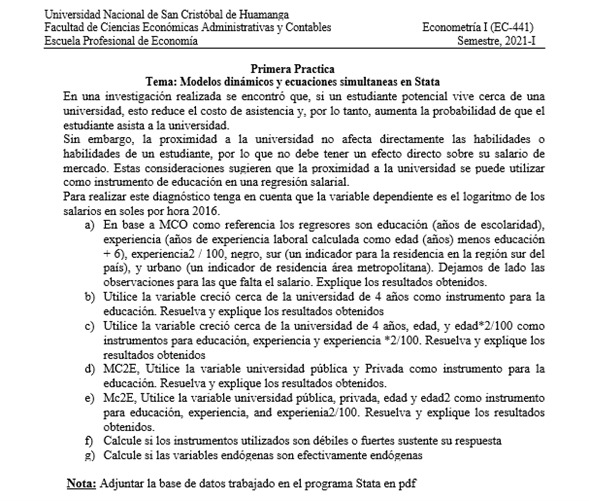 Universidad Nacional de San Cristóbal de Huamanga
Facultad de Ciencias Económicas Administrativas y Contables Econometría I (EC-441)
Escuela Profesional de Economía Semestre, 2021-I
Primera Practica
Tema: Modelos dinámicos y ecuaciones simultaneas en Stata
En una investigación realizada se encontró que, si un estudiante potencial vive cerca de una
universidad, esto reduce el costo de asistencia y, por lo tanto, aumenta la probabilidad de que el
estudiante asista a la universidad.
Sin embargo, la proximidad a la universidad no afecta directamente las habilidades o
habilidades de un estudiante, por lo que no debe tener un efecto directo sobre su salario de
mercado. Estas consideraciones sugieren que la proximidad a la universidad se puede utilizar
como instrumento de educación en una regresión salarial.
Para realizar este diagnóstico tenga en cuenta que la variable dependiente es el logaritmo de los
salarios en soles por hora 2016.
a) En base a MCO como referencia los regresores son educación (años de escolaridad),
experiencia (años de experiencia laboral calculada como edad (años) menos educación
+ 6), experiencia2 / 100, negro, sur (un indicador para la residencia en la región sur del
país), y urbano (un indicador de residencia área metropolitana). Dejamos de lado las
observaciones para las que falta el salario. Explique los resultados obtenidos.
b) Utilice la variable creció cerca de la universidad de 4 años como instrumento para la
educación. Resuelva y explique los resultados obtenidos
c) Utilice la variable creció cerca de la universidad de 4 años, edad, y edad*2/100 como
instrumentos para educación, experiencia y experiencia *2/100. Resuelva y explique los
resultados obtenidos
d) MC2E, Utilice la variable universidad pública y Privada como instrumento para la
educación. Resuelva y explique los resultados obtenidos.
e) Mc2E, Utilice la variable universidad pública, privada, edad y edad2 como instrumento
para educación, experiencia, and experienia2/100. Resuelva y explique los resultados
obtenidos.
f) Calcule si los instrumentos utilizados son débiles o fuertes sustente su respuesta
g) Calcule si las variables endógenas son efectivamente endógenas
Nota: Adjuntar la base de datos trabajado en el programa Stata en pdf